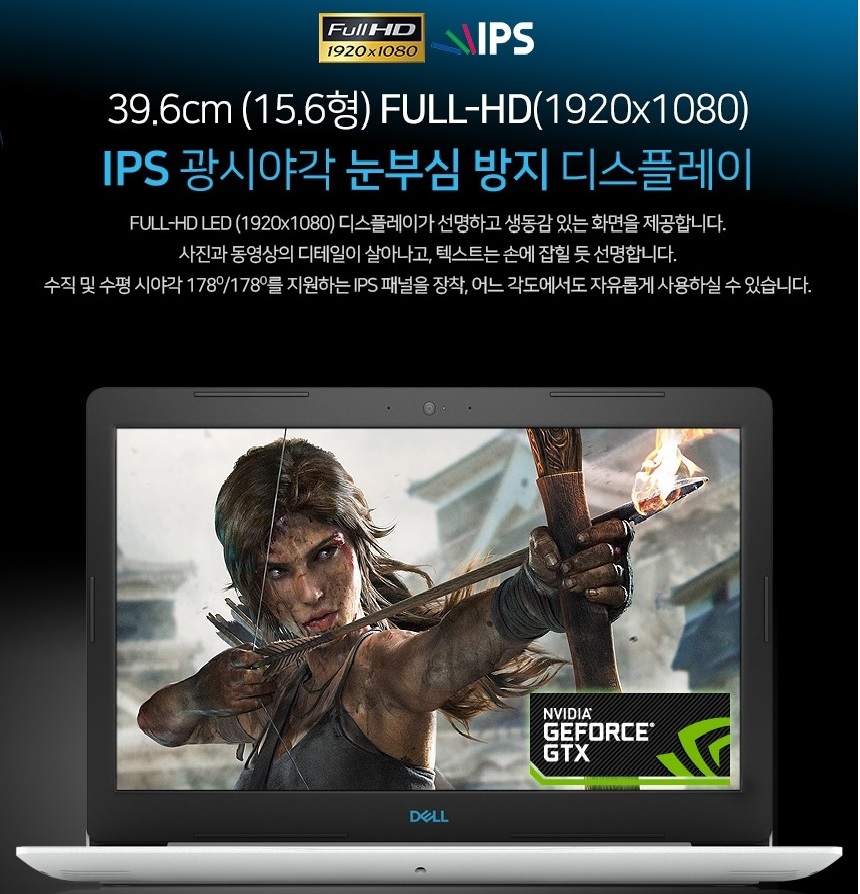 FullHD
1920x1080
IPS
39.6cm (15.6형) FULL-HD(1920x1080)
IPS 광시야각 눈부심 방지 디스플레이
FULL-HD LED (1920x1080) 디스플레이가 선명하고 생동감 있는 화면을 제공합니다.
사진과 동영상의 디테일이 살아나고, 텍스트는 손에 잡힐 듯 선명합니다.
수직 및 수평 시야각 178⁰/178⁰를 지원하는 IPS 패널을 장착, 어느 각도에서도 자유롭게 사용하실 수 있습니다.
NVIDIA®
GEFORCE®
GTX
DELL